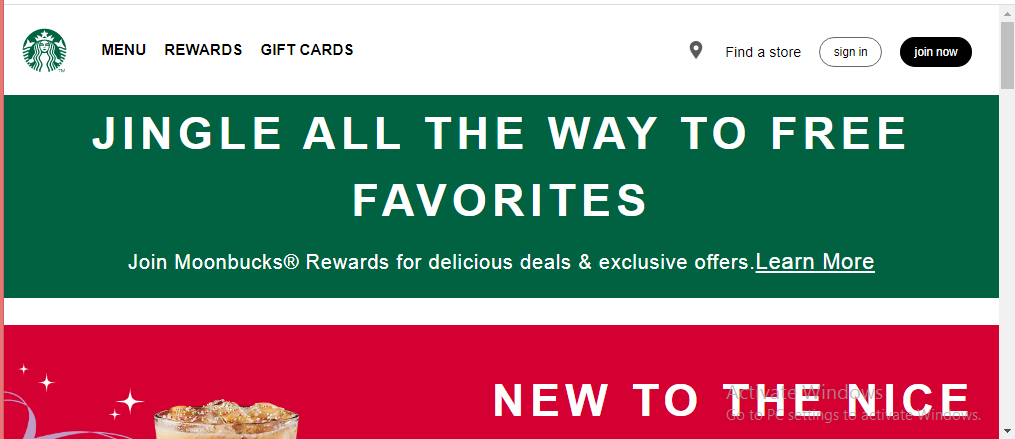 MENU REWARDS GIFT CARDS Find a store sign in join now
JINGLE ALL THE WAY TO FREE
FAVORITES
Join Moonbucks® Rewards for delicious deals & exclusive offers.Learn More
NEW TO THE NICE
Activate Windows
Go to PC settings to activate Windows.